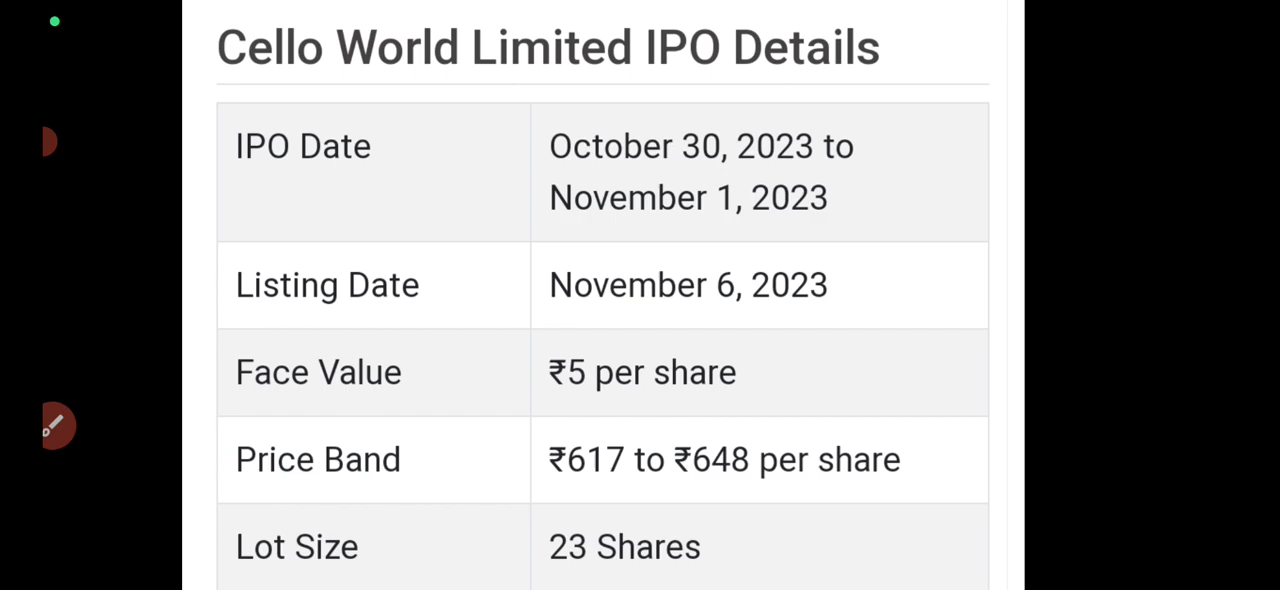 Cello World Limited IPO Details
IPO Date
October 30, 2023 to
November 1, 2023
Listing Date
November 6, 2023
Face Value
₹5 per share
Price Band
₹617 to ₹648 per share
Lot Size
23 Shares